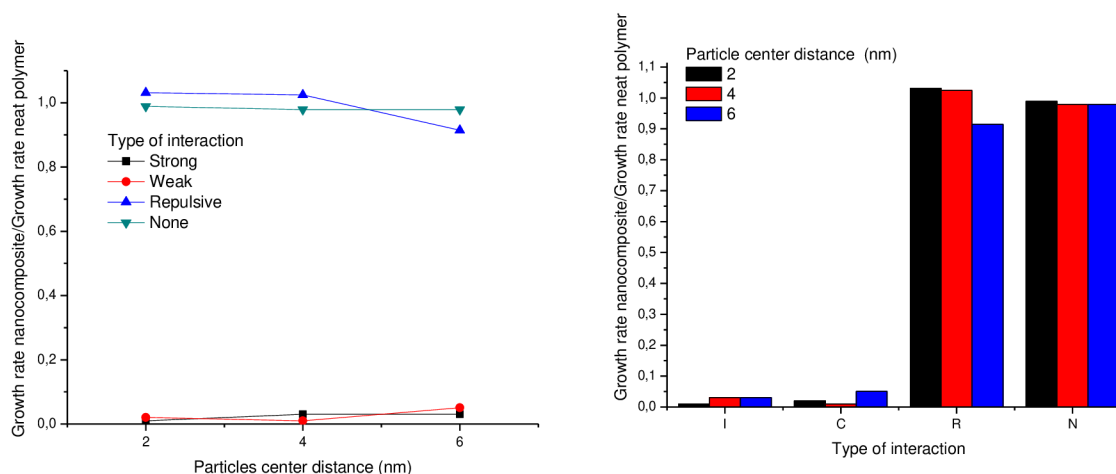 Growth rate nanocomposite/Growth rate neat polymer
1,0
0,8
0,6
0,4
0,2
0,0
Type of interaction
Strong
Weak
Repulsive
None
2
4
6
Particles center distance (nm)
Growth rate nanocomposite/Growth rate neat polymer
Particle center distance (nm)
2
4
6
1,1
1,0
0,9
0,8
0,7
0,6
0,5
0,4
0,3
0,2
0,1
0,0
I
C
R
N
Type of interaction